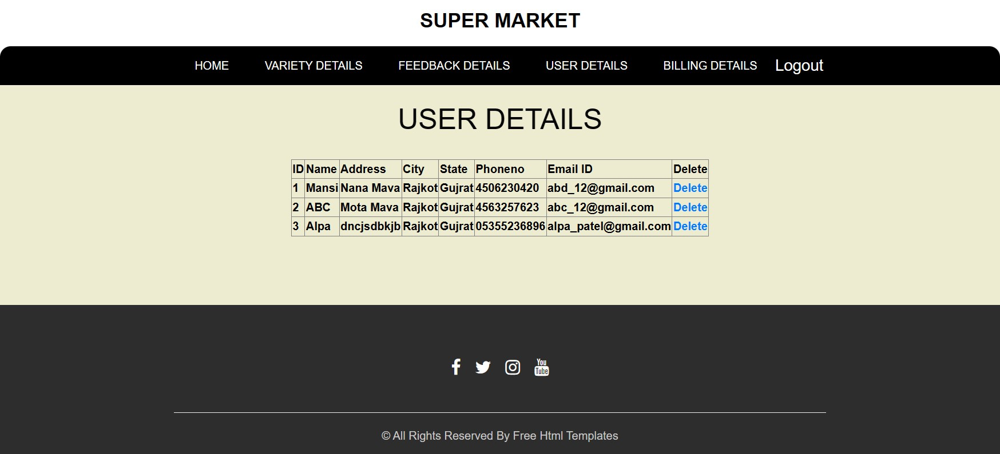 SUPER MARKET
HOME VARIETY DETAILS FEEDBACK DETAILS USER DETAILS BILLING DETAILS Logout
USER DETAILS
ID Name Address City State Phoneno Email ID Delete
1 Mansi Nana Mava Rajkot Gujrat 4506230420 abd_12@gmail.com Delete
2 ABC Mota Mava Rajkot Gujrat 4563257623 abc_12@gmail.com Delete
3 Alpa dncjsdbkjb Rajkot Gujrat 05355236896 alpa_patel@gmail.com Delete
You
Tube
© All Rights Reserved By Free Html Templates